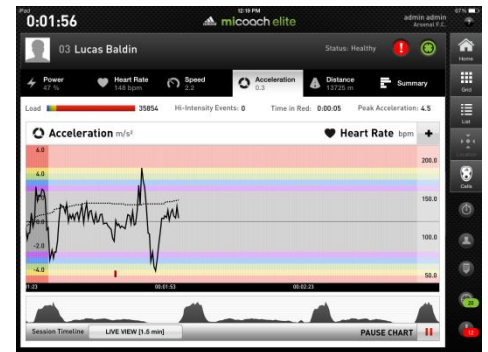 iPad 12:19 PM 67%
0:01:56 micoach elite admin admin
Arsenal F.C.
03 Lucas Baldin Status: Healthy !
Power Heart Rate Speed Acceleration Distance Summary
47 % 148 bpm 2.2 0.3 13725 m
Load 35854 Hi-Intensity Events: 0 Time in Red: 0:00:05 Peak Acceleration: 4.5
Acceleration m/s² Heart Rate bpm +
6.0
200.0
4.0
150.0
0.0
100.0
-2.0
-4.0
50.0
1:23 00:01:53 00:02:23
Session Timeline LIVE VIEW [1.5 min] PAUSE CHART
Home
Grid
List
Location
Cells
28
12